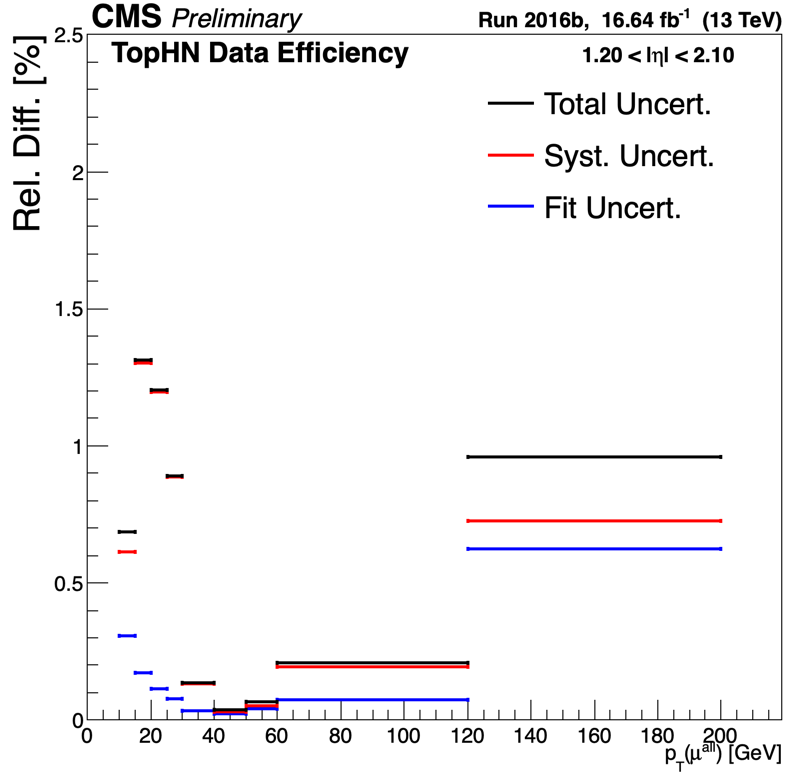 CMS Preliminary Run 2016b, 16.64 fb⁻¹ (13 TeV)
TopHN Data Efficiency 1.20 < |η| < 2.10
Total Uncert.
Syst. Uncert.
Fit Uncert.
Rel. Diff. [%]
2.5
2
1.5
1
0.5
0
0 20 40 60 80 100 120 140 160 180 200
p_T(μ^all) [GeV]